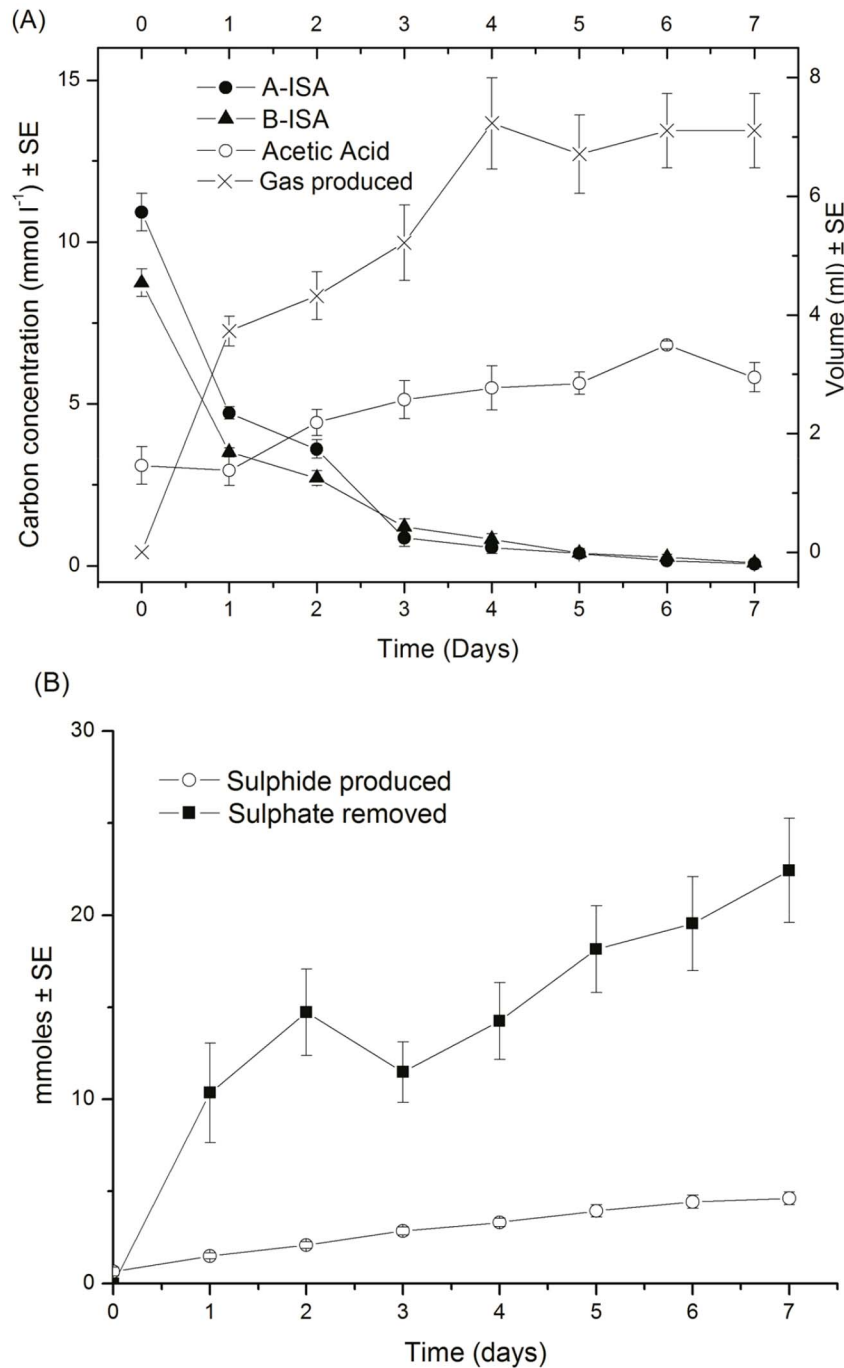 (A)
0 1 2 3 4 5 6 7
A-ISA
B-ISA
Acetic Acid
Gas produced
15
10
5
0
8
6
4
2
0
Carbon concentration (mmol l⁻¹) ± SE
Volume (ml) ± SE
0 1 2 3 4 5 6 7
Time (Days)
(B)
30
20
10
0
Sulphide produced
Sulphate removed
mmoles ± SE
0 1 2 3 4 5 6 7
Time (days)